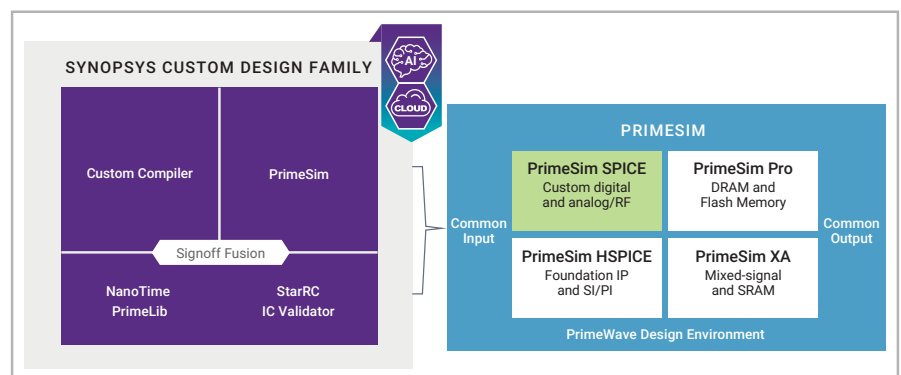 SYNOPSYS CUSTOM DESIGN FAMILY
AI
CLOUD
Custom Compiler
PrimeSim
Signoff Fusion
NanoTime
PrimeLib
StarRC
IC Validator
PRIMESIM
Common
Input
PrimeSim SPICE
Custom digital
and analog/RF
PrimeSim Pro
DRAM and
Flash Memory
PrimeSim HSPICE
Foundation IP
and SI/PI
PrimeSim XA
Mixed-signal
and SRAM
Common
Output
PrimeWave Design Environment